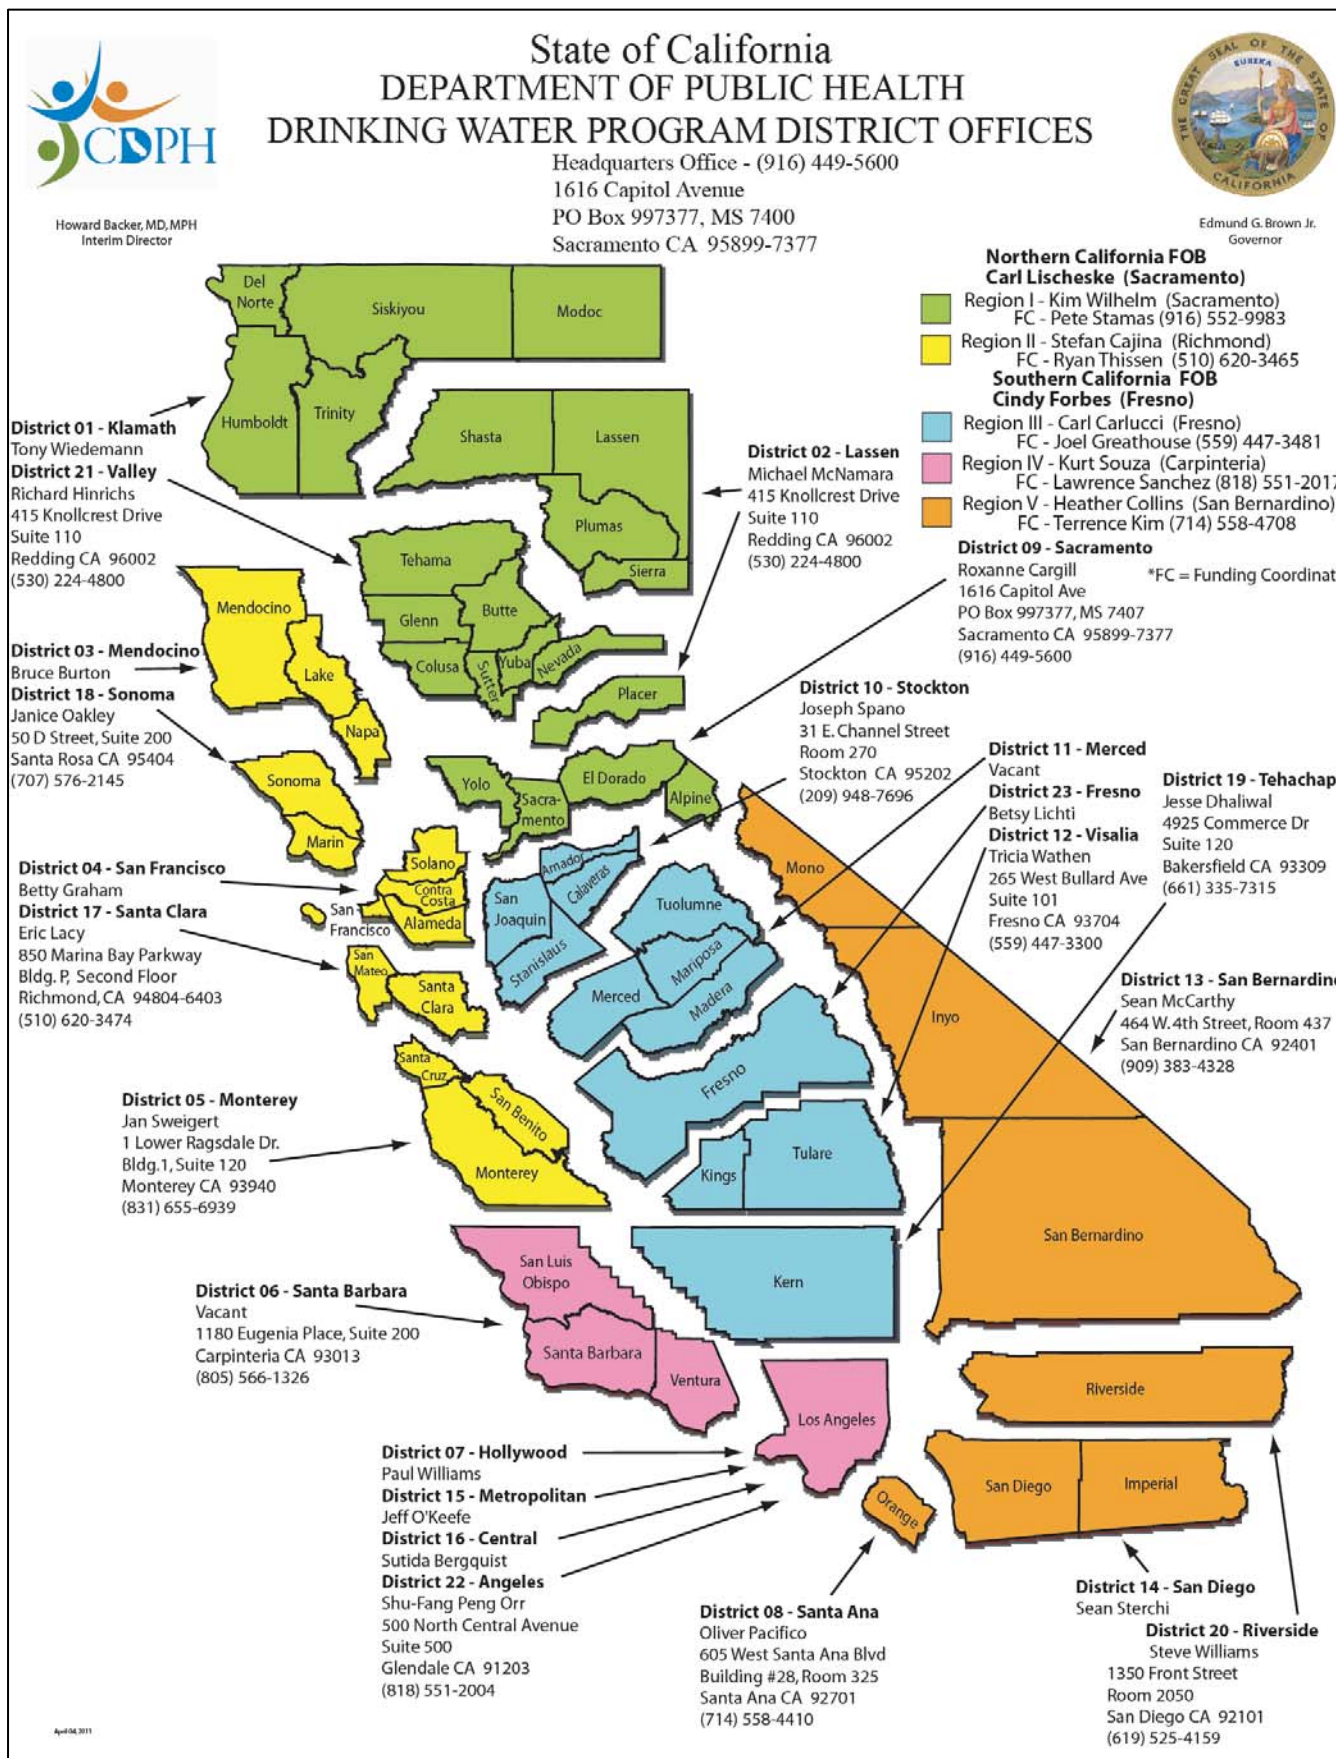 State of California
DEPARTMENT OF PUBLIC HEALTH
DRINKING WATER PROGRAM DISTRICT OFFICES
Headquarters Office - (916) 449-5600
1616 Capitol Avenue
PO Box 997377, MS 7400
Sacramento CA 95899-7377
CDPH
Howard Backer, MD, MPH
Interim Director
THE GREAT SEAL OF THE STATE OF CALIFORNIA
EUREKA
Edmund G. Brown Jr.
Governor
Northern California FOB
Carl Lischeske (Sacramento)
Region I - Kim Wilhelm (Sacramento)
FC - Pete Stamas (916) 552-9983
Region II - Stefan Cajina (Richmond)
FC - Ryan Thissen (510) 620-3465
Southern California FOB
Cindy Forbes (Fresno)
Region III - Carl Carlucci (Fresno)
FC - Joel Greathouse (559) 447-3481
Region IV - Kurt Souza (Carpinteria)
FC - Lawrence Sanchez (818) 551-2017
Region V - Heather Collins (San Bernardino)
FC - Terrence Kim (714) 558-4708
*FC = Funding Coordinat
Del
Norte
Siskiyou
Modoc
Humboldt
Trinity
Shasta
Lassen
Plumas
Sierra
Tehama
Glenn
Butte
Colusa
Sutter
Yuba
Nevada
Placer
Yolo
Sacra-
mento
El Dorado
Alpine
Mendocino
Lake
Napa
Sonoma
Marin
Solano
Contra
Costa
Alameda
San
Francisco
San
Mateo
Santa
Clara
Santa
Cruz
San Benito
Monterey
Amador
Calaveras
San
Joaquin
Stanislaus
Tuolumne
Mariposa
Merced
Madera
Fresno
Kings
Tulare
Kern
Mono
Inyo
San Bernardino
San Luis
Obispo
Santa Barbara
Ventura
Los Angeles
Orange
Riverside
San Diego
Imperial
District 01 - Klamath
Tony Wiedemann
District 21 - Valley
Richard Hinrichs
415 Knollcrest Drive
Suite 110
Redding CA 96002
(530) 224-4800
District 02 - Lassen
Michael McNamara
415 Knollcrest Drive
Suite 110
Redding CA 96002
(530) 224-4800
District 09 - Sacramento
Roxanne Cargill
1616 Capitol Ave
PO Box 997377, MS 7407
Sacramento CA 95899-7377
(916) 449-5600
District 03 - Mendocino
Bruce Burton
District 18 - Sonoma
Janice Oakley
50 D Street, Suite 200
Santa Rosa CA 95404
(707) 576-2145
District 10 - Stockton
Joseph Spano
31 E. Channel Street
Room 270
Stockton CA 95202
(209) 948-7696
District 11 - Merced
Vacant
District 23 - Fresno
Betsy Lichti
District 12 - Visalia
Tricia Wathen
265 West Bullard Ave
Suite 101
Fresno CA 93704
(559) 447-3300
District 19 - Tehachap
Jesse Dhaliwal
4925 Commerce Dr
Suite 120
Bakersfield CA 93309
(661) 335-7315
District 04 - San Francisco
Betty Graham
District 17 - Santa Clara
Eric Lacy
850 Marina Bay Parkway
Bldg. P, Second Floor
Richmond, CA 94804-6403
(510) 620-3474
District 13 - San Bernardino
Sean McCarthy
464 W. 4th Street, Room 437
San Bernardino CA 92401
(909) 383-4328
District 05 - Monterey
Jan Sweigert
1 Lower Ragsdale Dr.
Bldg.1, Suite 120
Monterey CA 93940
(831) 655-6939
District 06 - Santa Barbara
Vacant
1180 Eugenia Place, Suite 200
Carpinteria CA 93013
(805) 566-1326
District 07 - Hollywood
Paul Williams
District 15 - Metropolitan
Jeff O'Keefe
District 16 - Central
Sutida Bergquist
District 22 - Angeles
Shu-Fang Peng Orr
500 North Central Avenue
Suite 500
Glendale CA 91203
(818) 551-2004
District 08 - Santa Ana
Oliver Pacifico
605 West Santa Ana Blvd
Building #28, Room 325
Santa Ana CA 92701
(714) 558-4410
District 14 - San Diego
Sean Sterchi
District 20 - Riverside
Steve Williams
1350 Front Street
Room 2050
San Diego CA 92101
(619) 525-4159
April 04, 2011